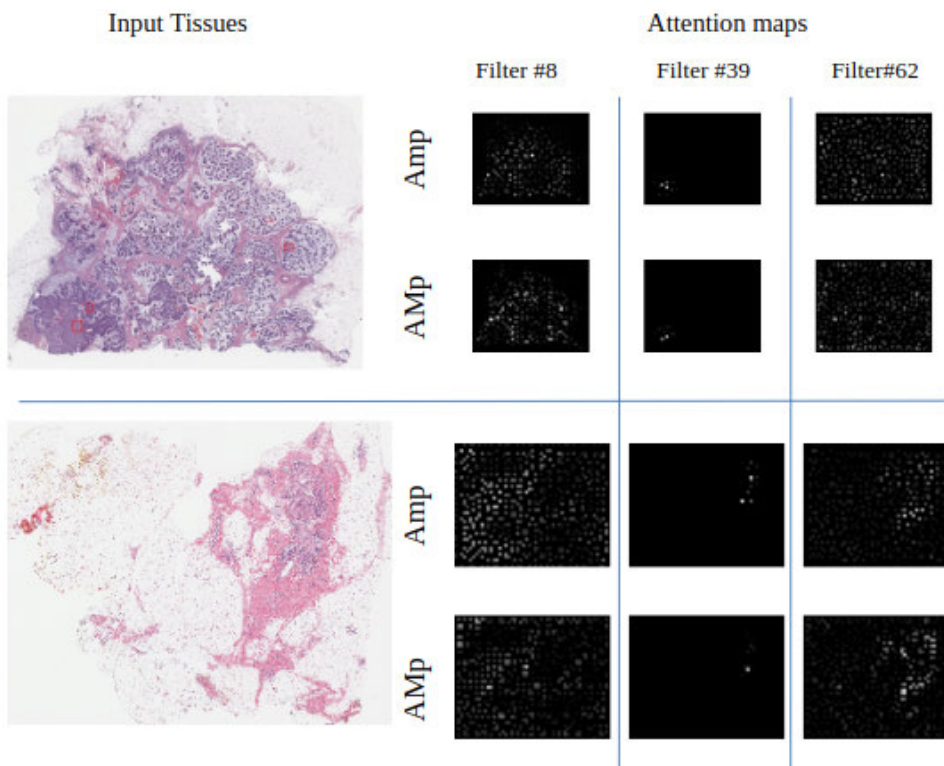 Input Tissues
Attention maps
Filter #8
Filter #39
Filter#62
Amp
AMp
Amp
AMp